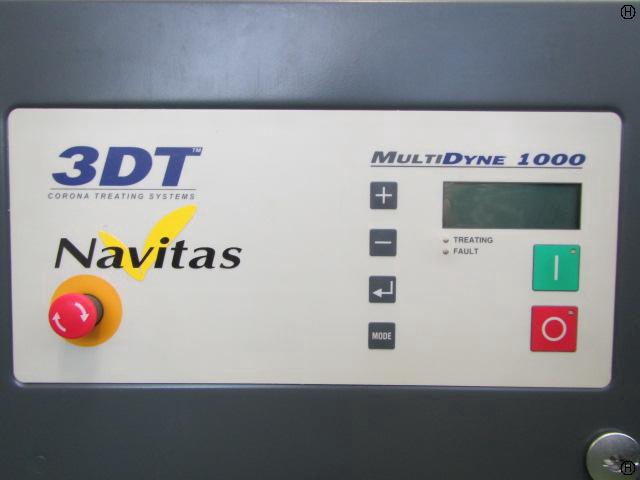 3DT™
CORONA TREATING SYSTEMS
Navitas
MULTIDYNE 1000
+
−
TREATING
FAULT
MODE
I
O
H
H